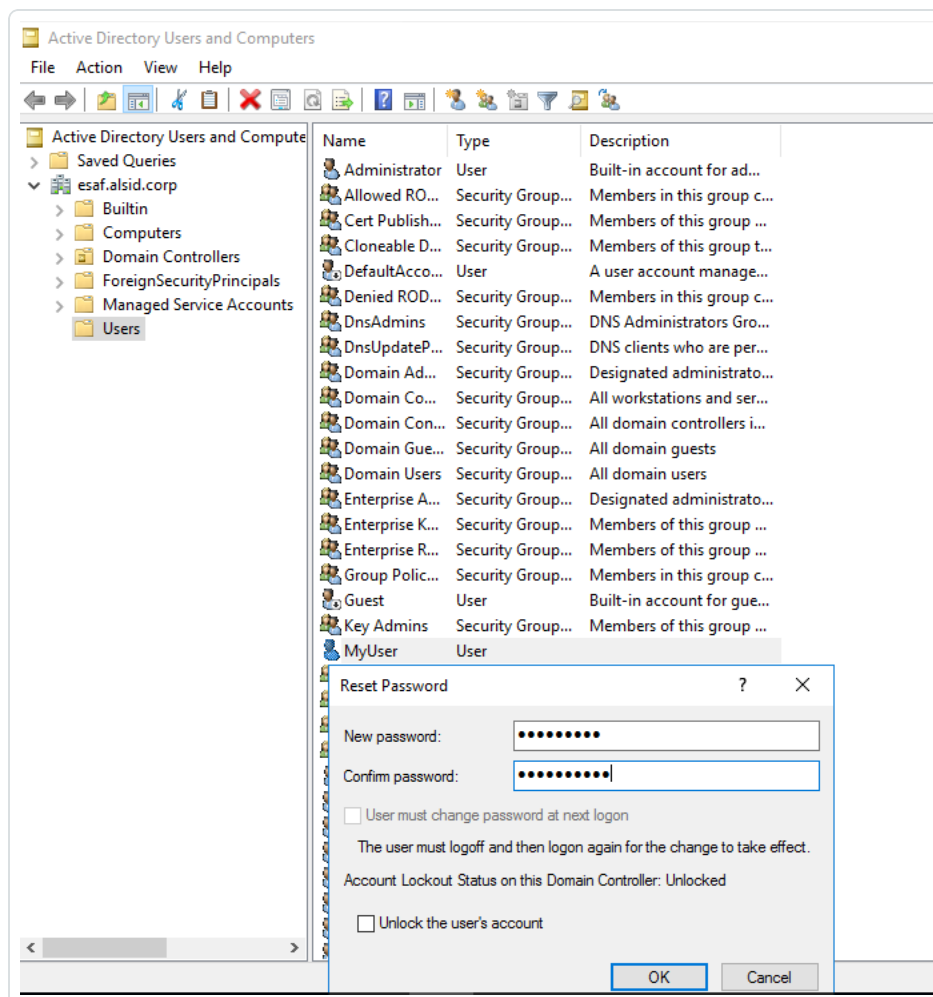 Active Directory Users and Computers
File Action View Help
Active Directory Users and Compute
Saved Queries
esaf.alsid.corp
Builtin
Computers
Domain Controllers
ForeignSecurityPrincipals
Managed Service Accounts
Users
Name Type Description
Administrator User Built-in account for ad...
Allowed RO... Security Group... Members in this group c...
Cert Publish... Security Group... Members of this group ...
Cloneable D... Security Group... Members of this group t...
DefaultAcco... User A user account manage...
Denied ROD... Security Group... Members in this group c...
DnsAdmins Security Group... DNS Administrators Gro...
DnsUpdateP... Security Group... DNS clients who are per...
Domain Ad... Security Group... Designated administrato...
Domain Co... Security Group... All workstations and ser...
Domain Con... Security Group... All domain controllers i...
Domain Gue... Security Group... All domain guests
Domain Users Security Group... All domain users
Enterprise A... Security Group... Designated administrato...
Enterprise K... Security Group... Members of this group ...
Enterprise R... Security Group... Members of this group ...
Group Polic... Security Group... Members in this group c...
Guest User Built-in account for gue...
Key Admins Security Group... Members of this group ...
MyUser User
Reset Password ?
New password: •••••••••
Confirm password: ••••••••••
User must change password at next logon
The user must logoff and then logon again for the change to take effect.
Account Lockout Status on this Domain Controller: Unlocked
Unlock the user's account
OK Cancel